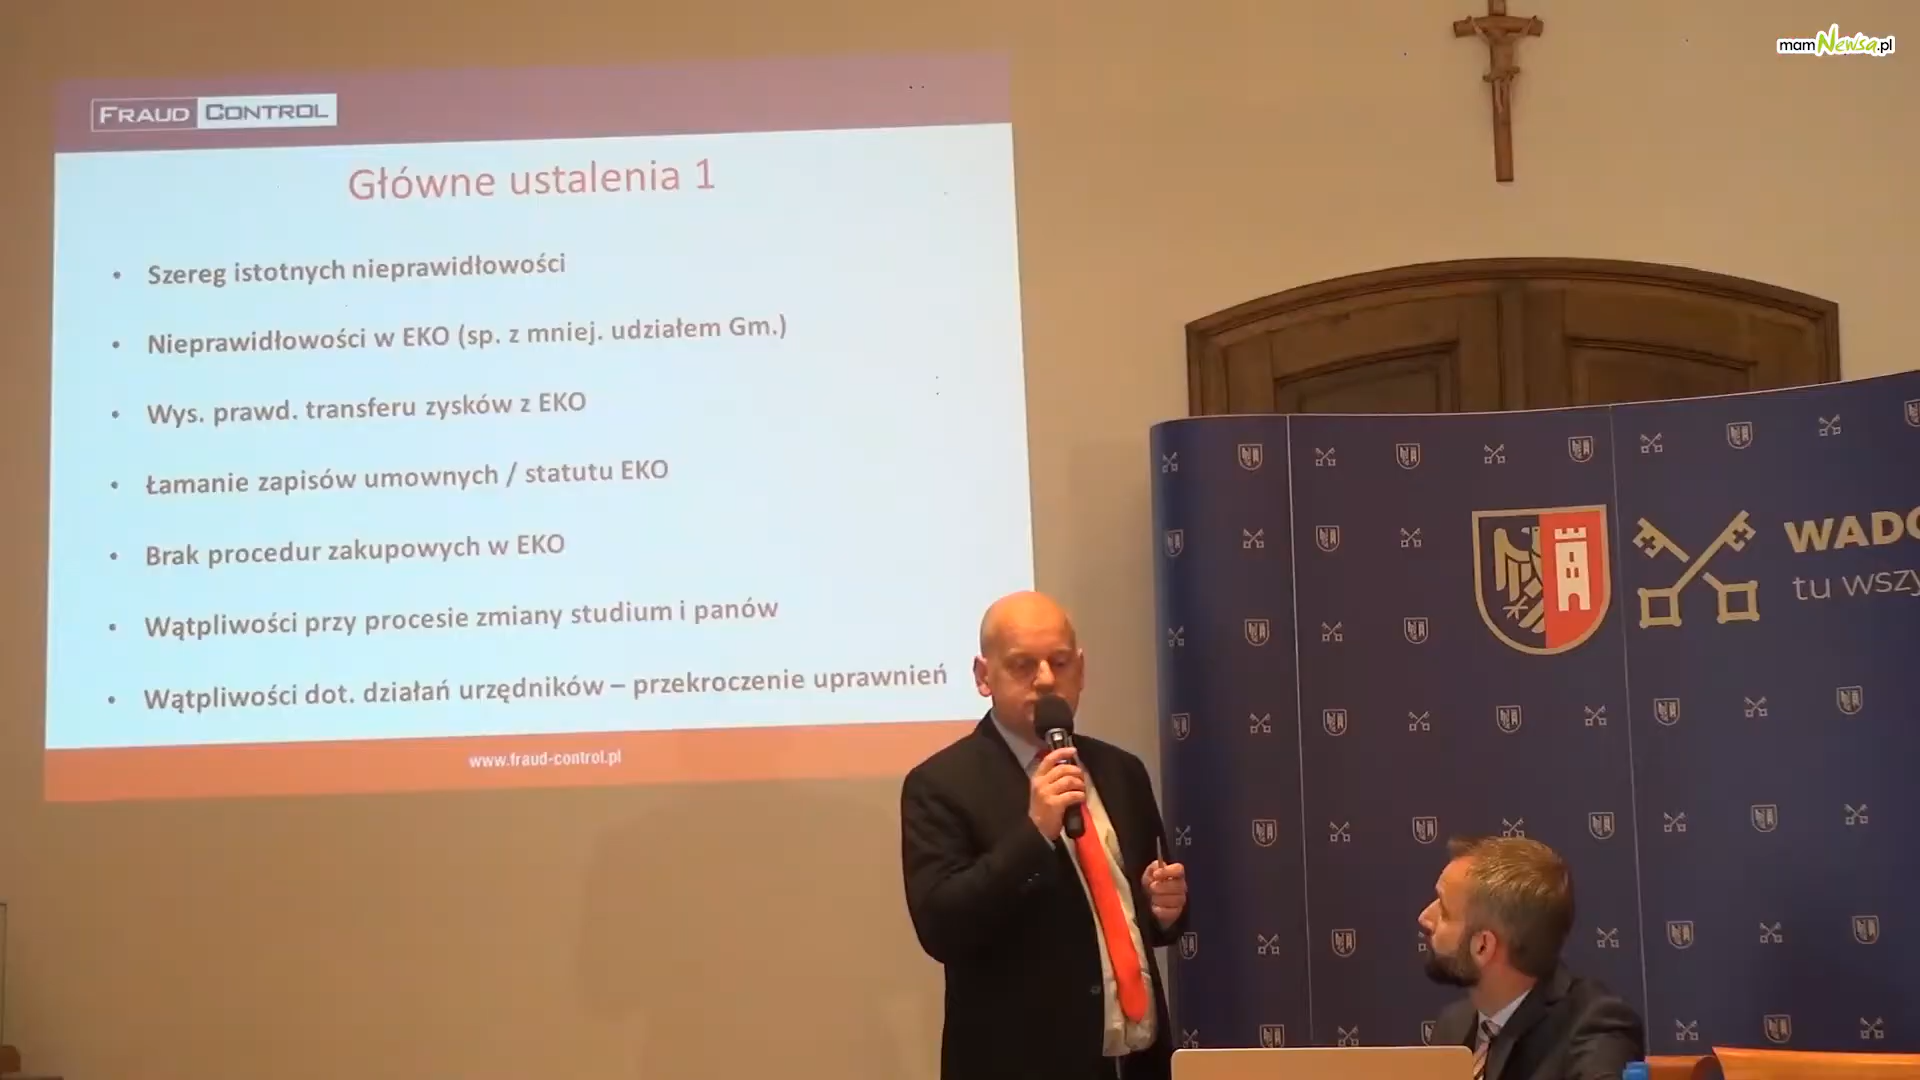 mamNewsa.pl
FRAUD CONTROL
Główne ustalenia 1
• Szereg istotnych nieprawidłowości
• Nieprawidłowości w EKO (sp. z mniej. udziałem Gm.)
• Wys. prawd. transferu zysków z EKO
• Łamanie zapisów umownych / statutu EKO
• Brak procedur zakupowych w EKO
• Wątpliwości przy procesie zmiany studium i panów
• Wątpliwości dot. działań urzędników – przekroczenie uprawnień
www.fraud-control.pl
WADO
tu wszy